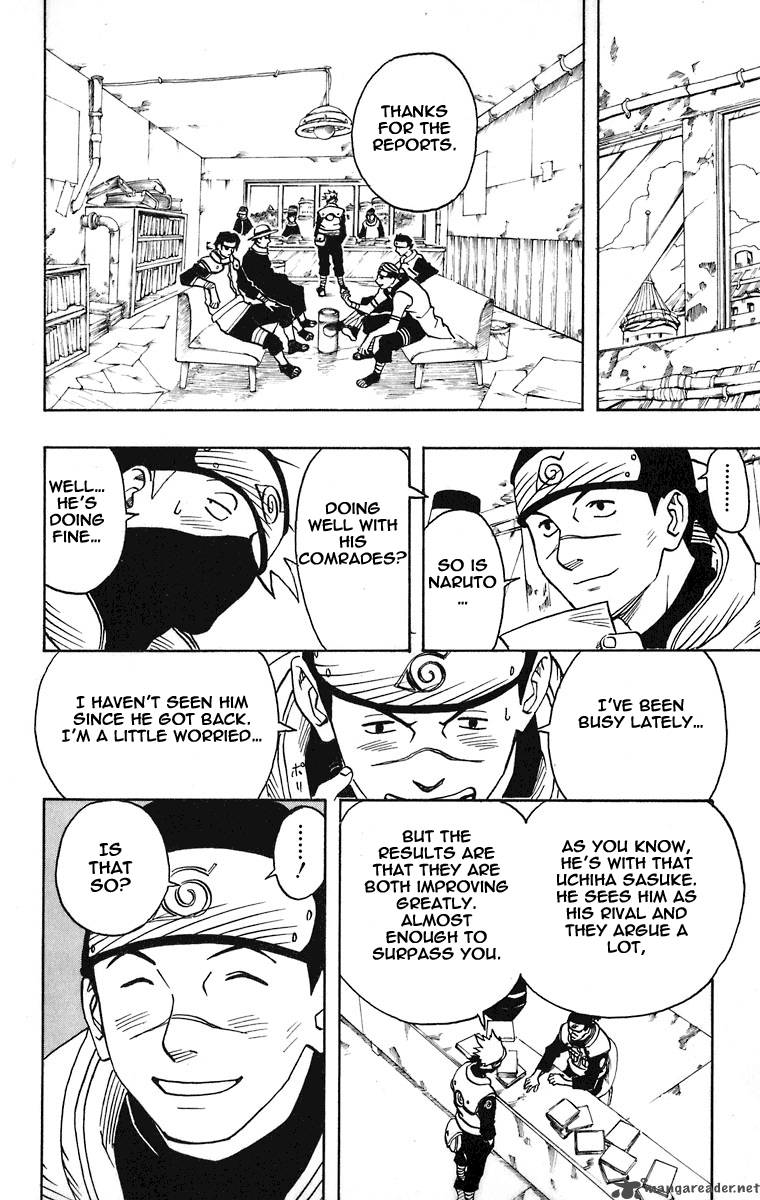 THANKS
FOR THE
REPORTS.
.......
SO IS
NARUTO
...
DOING
WELL WITH
HIS
COMRADES?
WELL...
HE'S
DOING
FINE...
I'VE BEEN
BUSY LATELY...
I HAVEN'T SEEN HIM
SINCE HE GOT BACK.
I'M A LITTLE WORRIED...
ポリ
AS YOU KNOW,
HE'S WITH THAT
UCHIHA SASUKE.
HE SEES HIM AS
HIS RIVAL AND
THEY ARGUE A
LOT,
BUT THE
RESULTS ARE
THAT THEY ARE
BOTH IMPROVING
GREATLY.
ALMOST
ENOUGH TO
SURPASS YOU.
....!
IS
THAT
SO?
mangareader.net